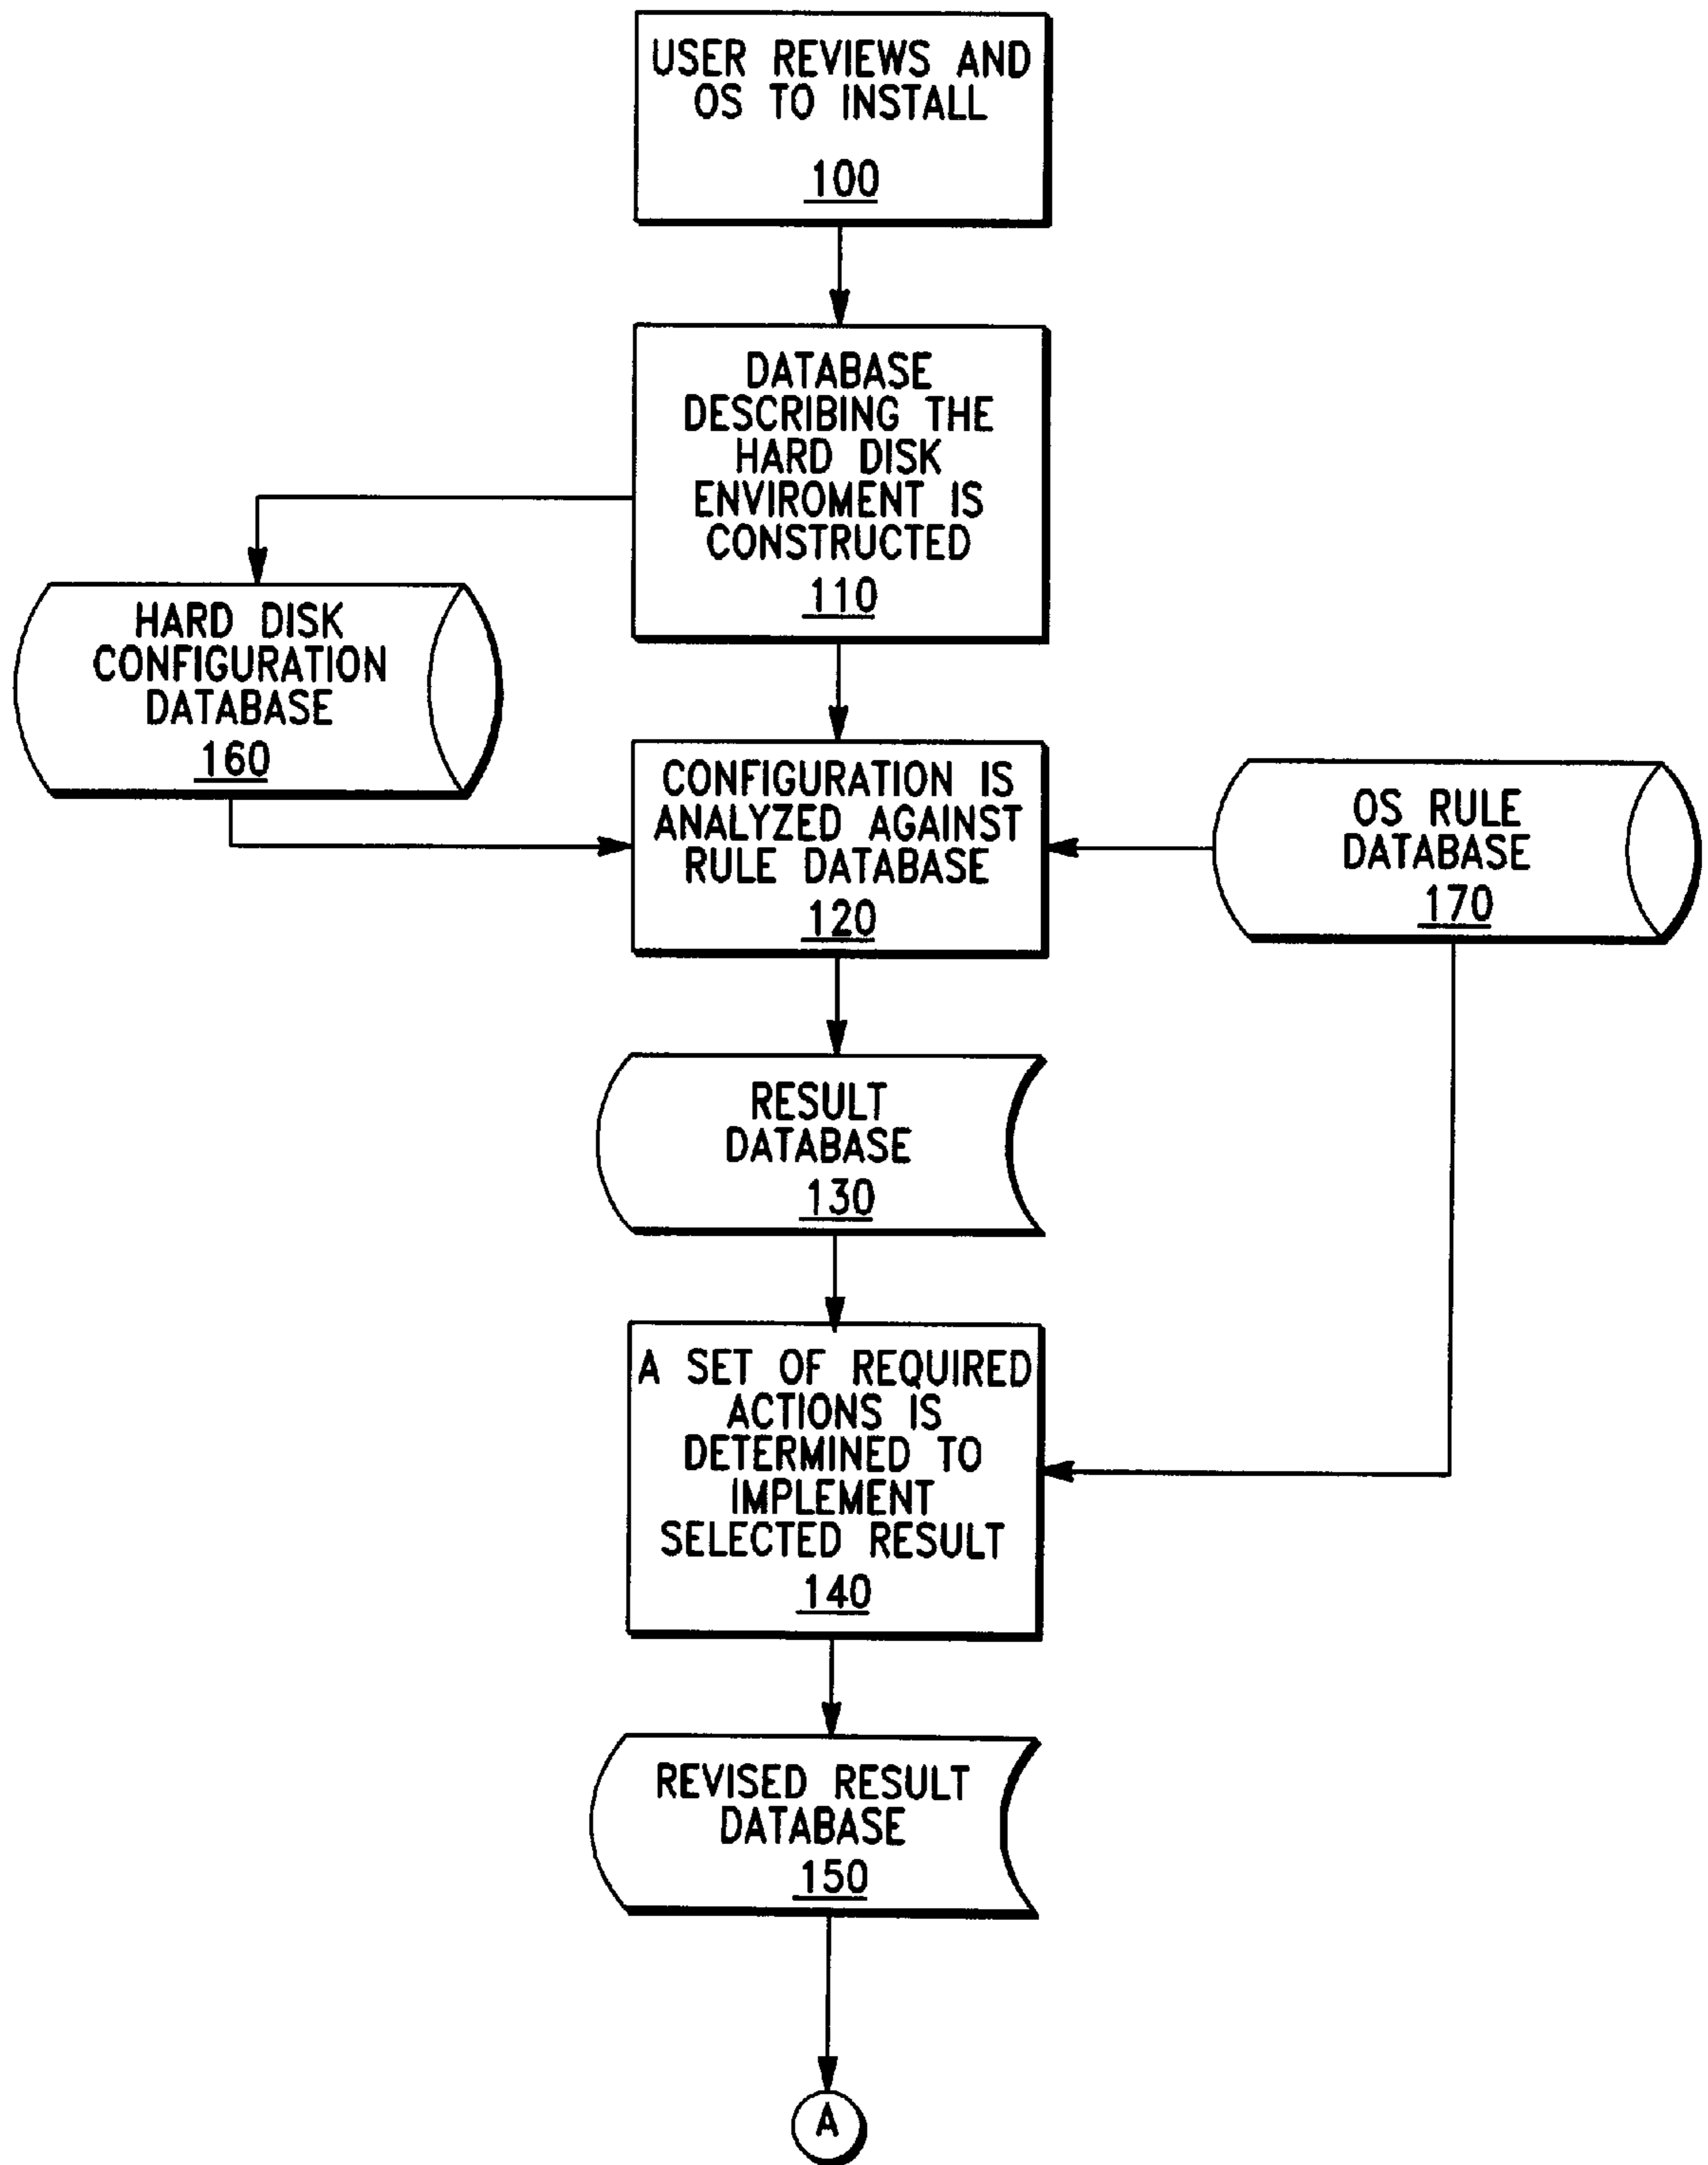 USER REVIEWS AND
OS TO INSTALL
100
DATABASE
DESCRIBING THE
HARD DISK
ENVIROMENT IS
CONSTRUCTED
110
HARD DISK
CONFIGURATION
DATABASE
160
CONFIGURATION IS
ANALYZED AGAINST
RULE DATABASE
120
OS RULE
DATABASE
170
RESULT
DATABASE
130
A SET OF REQUIRED
ACTIONS IS
DETERMINED TO
IMPLEMENT
SELECTED RESULT
140
REVISED RESULT
DATABASE
150
A